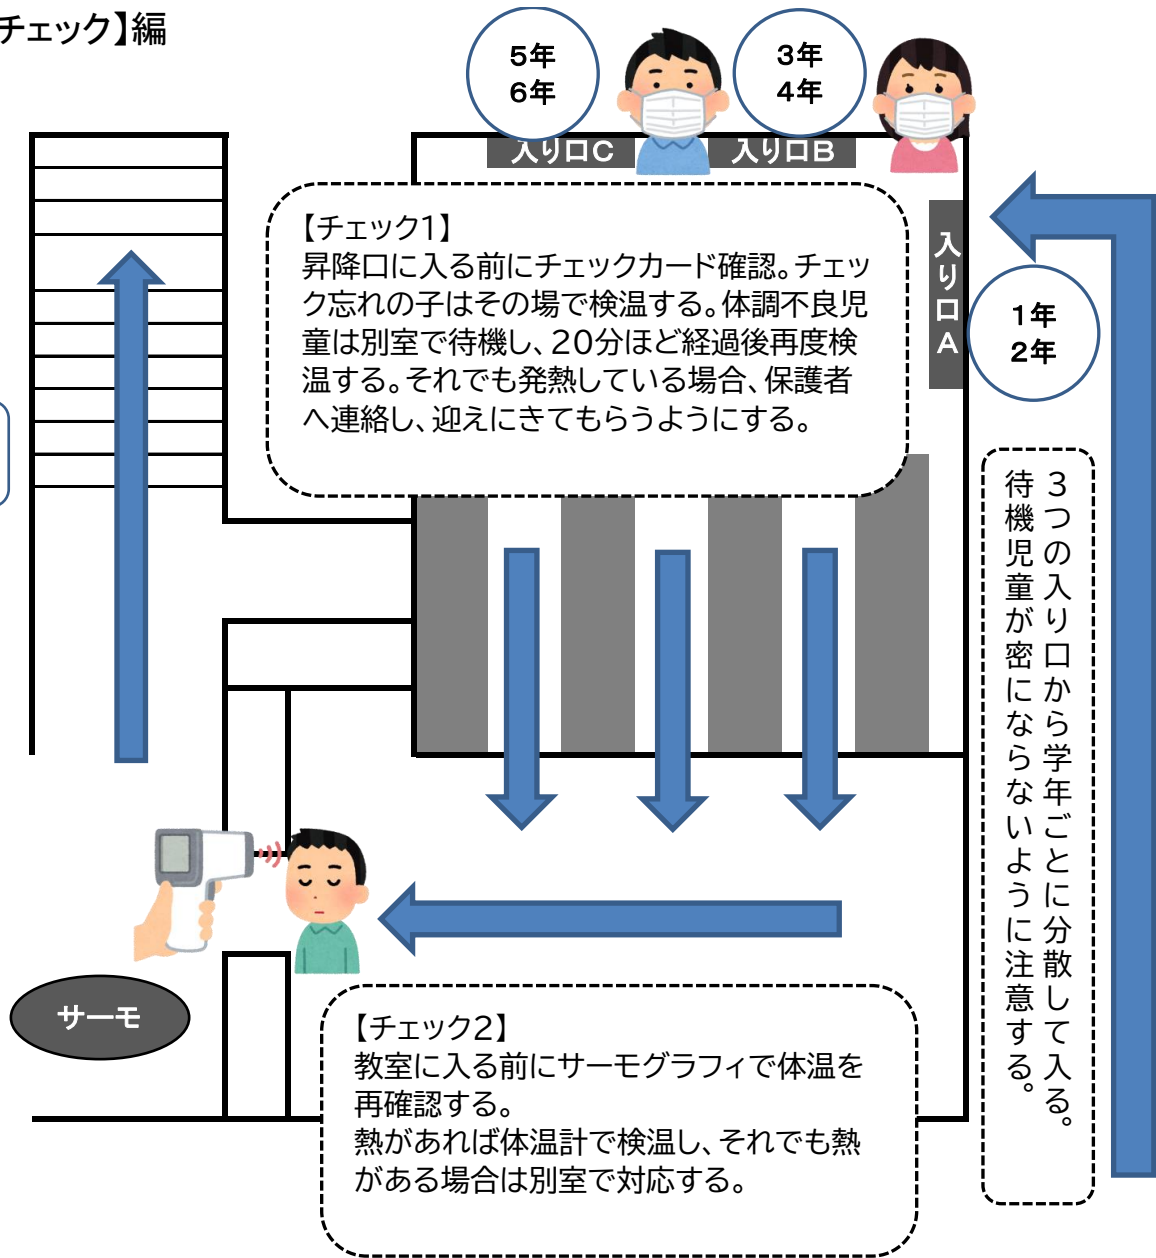 チェック】編
5年
6年
3年
4年
入り口C
入り口B
【チェック1】
昇降口に入る前にチェックカード確認。チェッ
ク忘れの子はその場で検温する。体調不良児
童は別室で待機し、20分ほど経過後再度検
温する。それでも発熱している場合、保護者
へ連絡し、迎えにきてもらうようにする。
入り口A
1年
2年
3つの入り口から学年ごとに分散して入る。
待機児童が密にならないように注意する。
サーモ
【チェック2】
教室に入る前にサーモグラフィで体温を
再確認する。
熱があれば体温計で検温し、それでも熱
がある場合は別室で対応する。